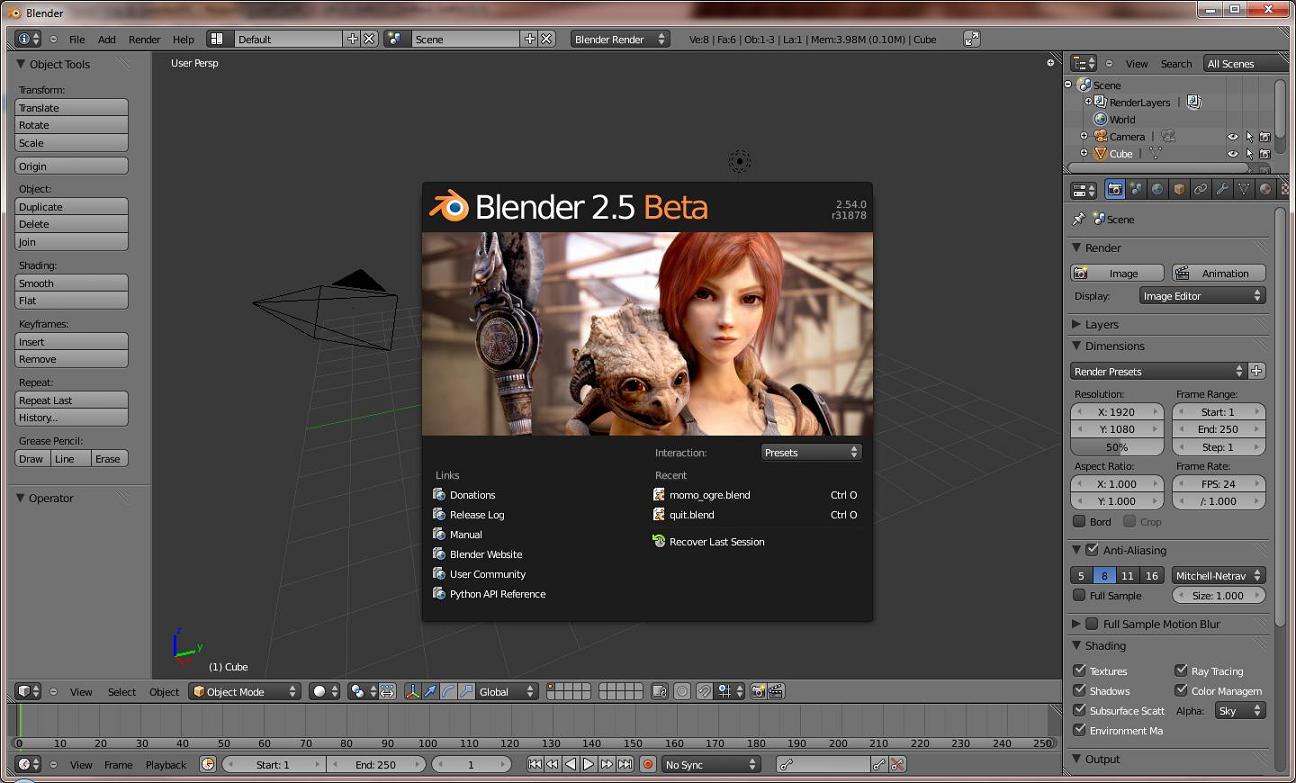 Blender
File Add Render Help Default Scene Blender Render Ve:8 | Fa:6 | Ob:1-3 | La:1 | Mem:3.98M (0.10M) | Cube
Object Tools
Transform:
Translate
Rotate
Scale
Origin
Object:
Duplicate
Delete
Join
Shading:
Smooth
Flat
Keyframes:
Insert
Remove
Repeat:
Repeat Last
History...
Grease Pencil:
Draw Line Erase
Operator
User Persp
Blender 2.5 Beta
2.54.0
r31878
Interaction: Presets
Links
Donations
Release Log
Manual
Blender Website
User Community
Python API Reference
Recent
momo_ogre.blend Ctrl O
quit.blend Ctrl O
Recover Last Session
z
y
x
(1) Cube
View Search All Scenes
Scene
RenderLayers |
World
Camera |
Cube |
Scene
Render
Image Animation
Display: Image Editor
Layers
Dimensions
Render Presets
Resolution: Frame Range:
X: 1920 Start: 1
Y: 1080 End: 250
50% Step: 1
Aspect Ratio: Frame Rate:
X: 1.000 FPS: 24
Y: 1.000 /: 1.000
Bord Crop
Anti-Aliasing
5 8 11 16 Mitchell-Netrav
Full Sample Size: 1.000
Full Sample Motion Blur
Shading
Textures Ray Tracing
Shadows Color Managem
Subsurface Scatt Alpha: Sky
Environment Ma
Output
View Select Object Object Mode Global
0 10 20 30 40 50 60 70 80 90 100 110 120 130 140 150 160 170 180 190 200 210 220 230 240 250
View Frame Playback Start: 1 End: 250 1 No Sync